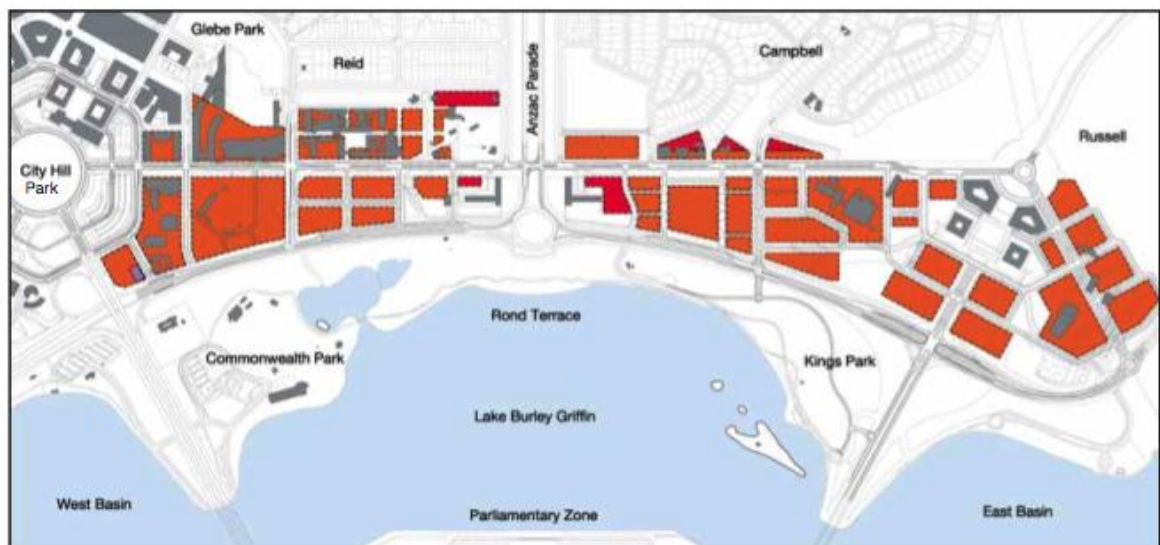 Glebe Park
Reid
Anzac Parade
Campbell
Russell
City Hill
Park
Rond Terrace
Commonwealth Park
Kings Park
Lake Burley Griffin
West Basin
Parliamentary Zone
East Basin